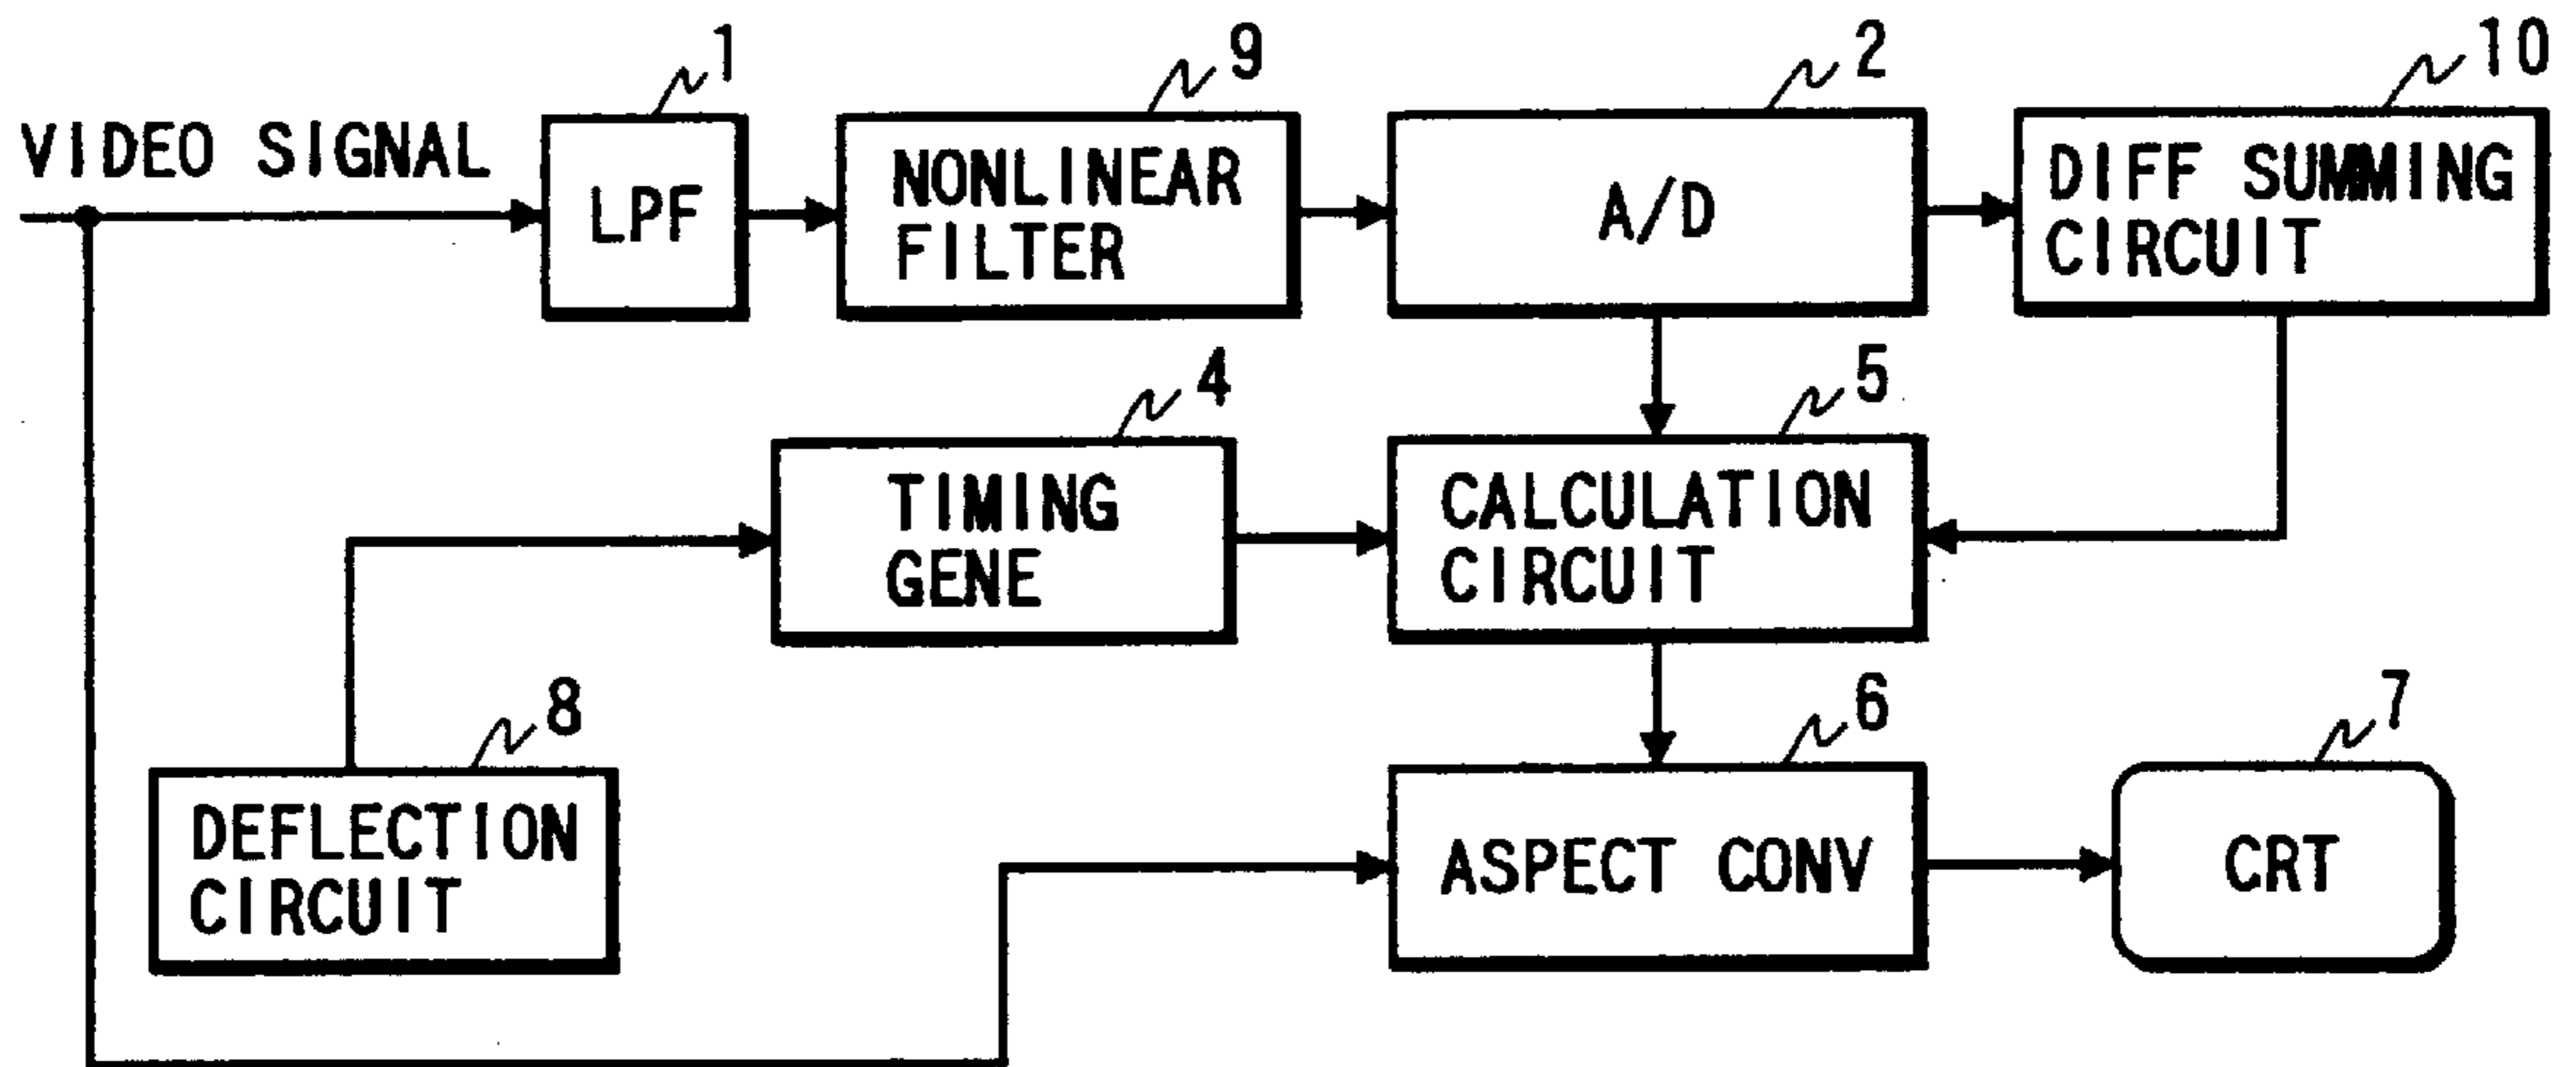 1
9
2
10
VIDEO SIGNAL
LPF
NONLINEAR
FILTER
A/D
DIFF SUMMING
CIRCUIT
4
5
TIMING
GENE
CALCULATION
CIRCUIT
8
6
7
DEFLECTION
CIRCUIT
ASPECT CONV
CRT